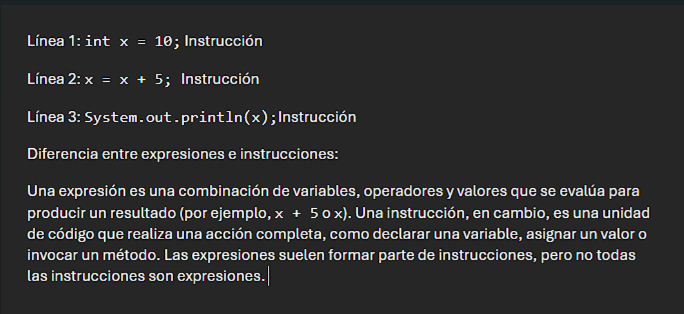 Línea 1: int x = 10; Instrucción
Línea 2: x = x + 5; Instrucción
Línea 3: System.out.println(x);Instrucción
Diferencia entre expresiones e instrucciones:
Una expresión es una combinación de variables, operadores y valores que se evalúa para
producir un resultado (por ejemplo, x + 5 o x). Una instrucción, en cambio, es una unidad
de código que realiza una acción completa, como declarar una variable, asignar un valor o
invocar un método. Las expresiones suelen formar parte de instrucciones, pero no todas
las instrucciones son expresiones.